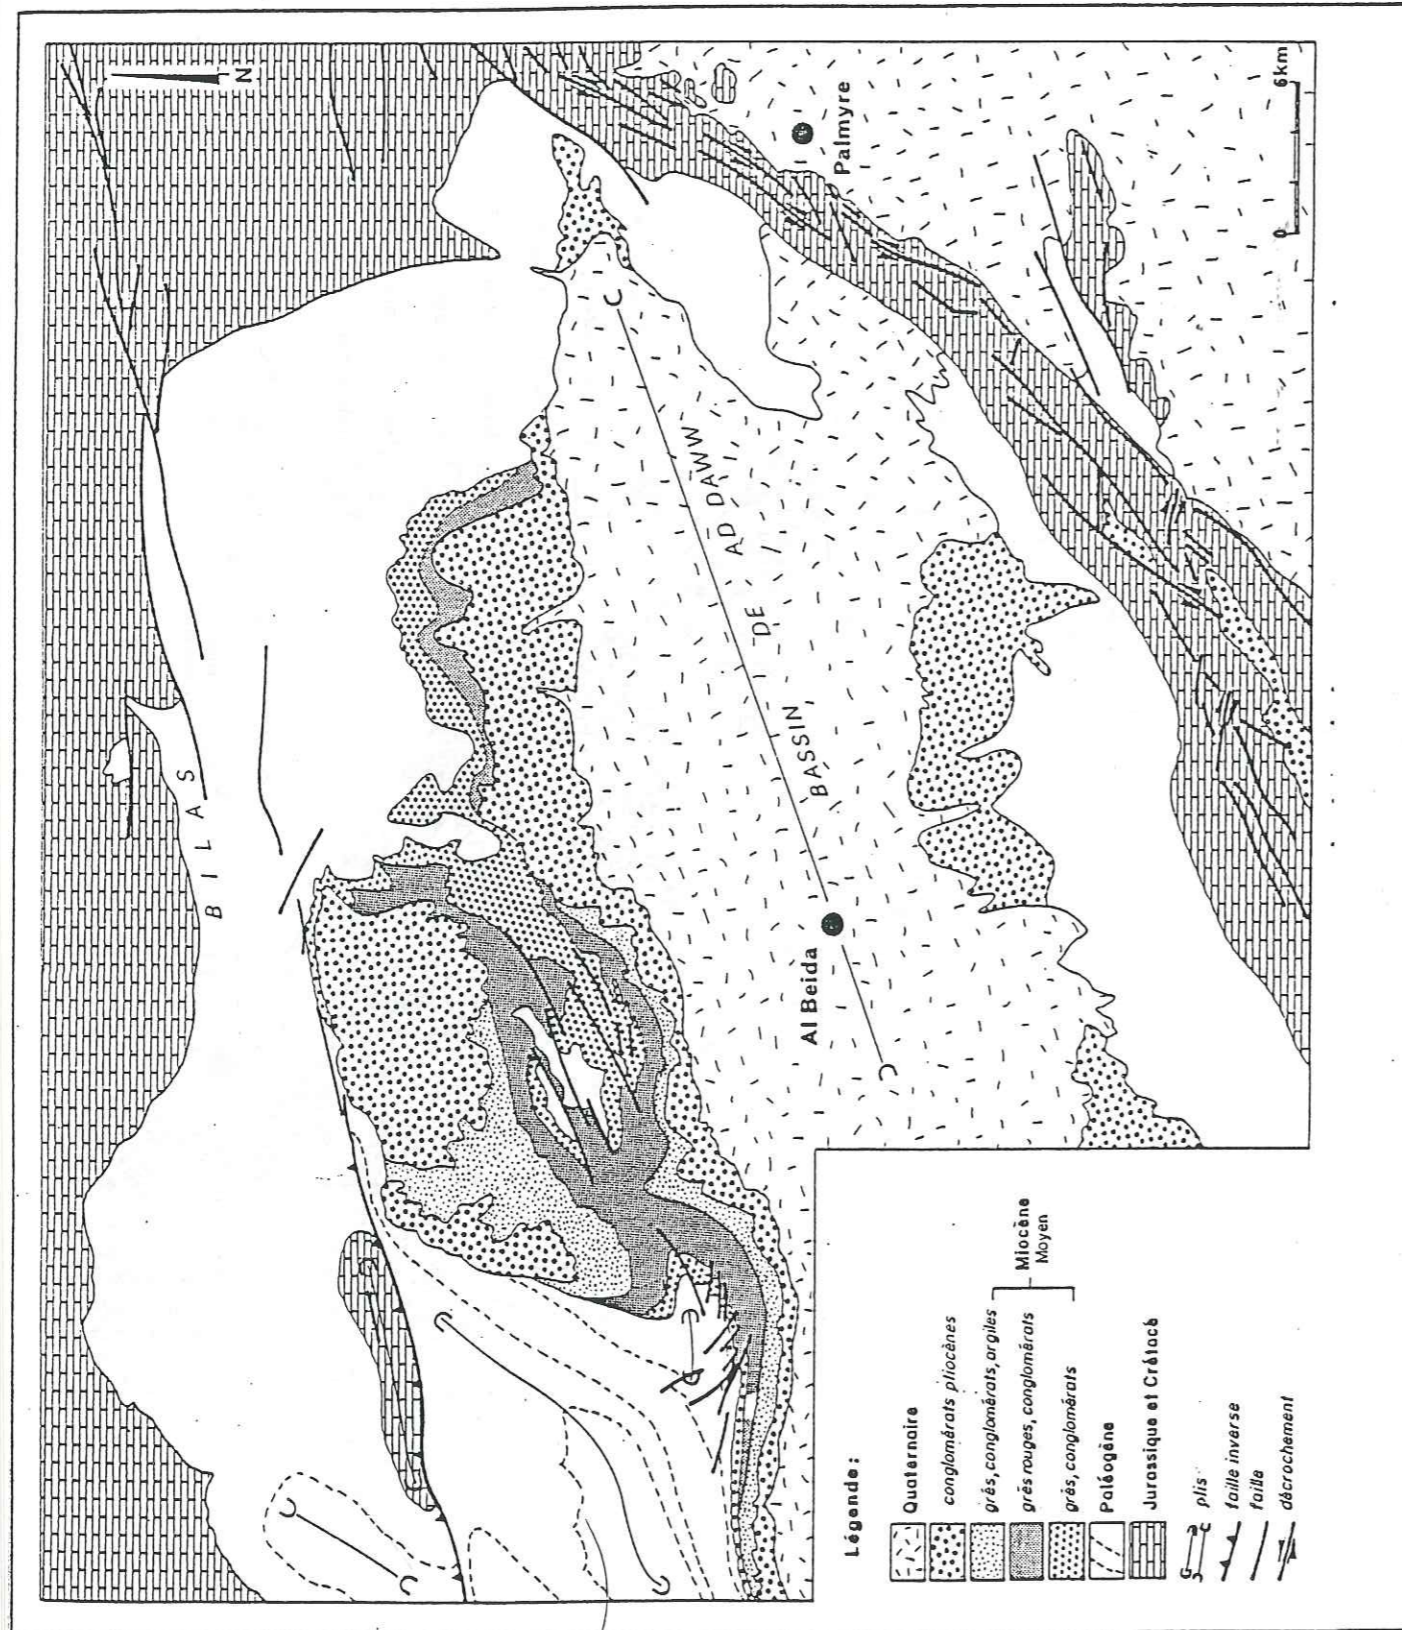 N
BILAS
Palmyre
BASSIN DE AD DAWW
Al Beida
0 6km
Légende:
Quaternaire
conglomérats pliocènes
grès, conglomérats, argiles
grès rouges, conglomérats
grès, conglomérats
Miocène
Moyen
Paléogène
Jurassique et Crétacé
plis
faille inverse
faille
décrochement